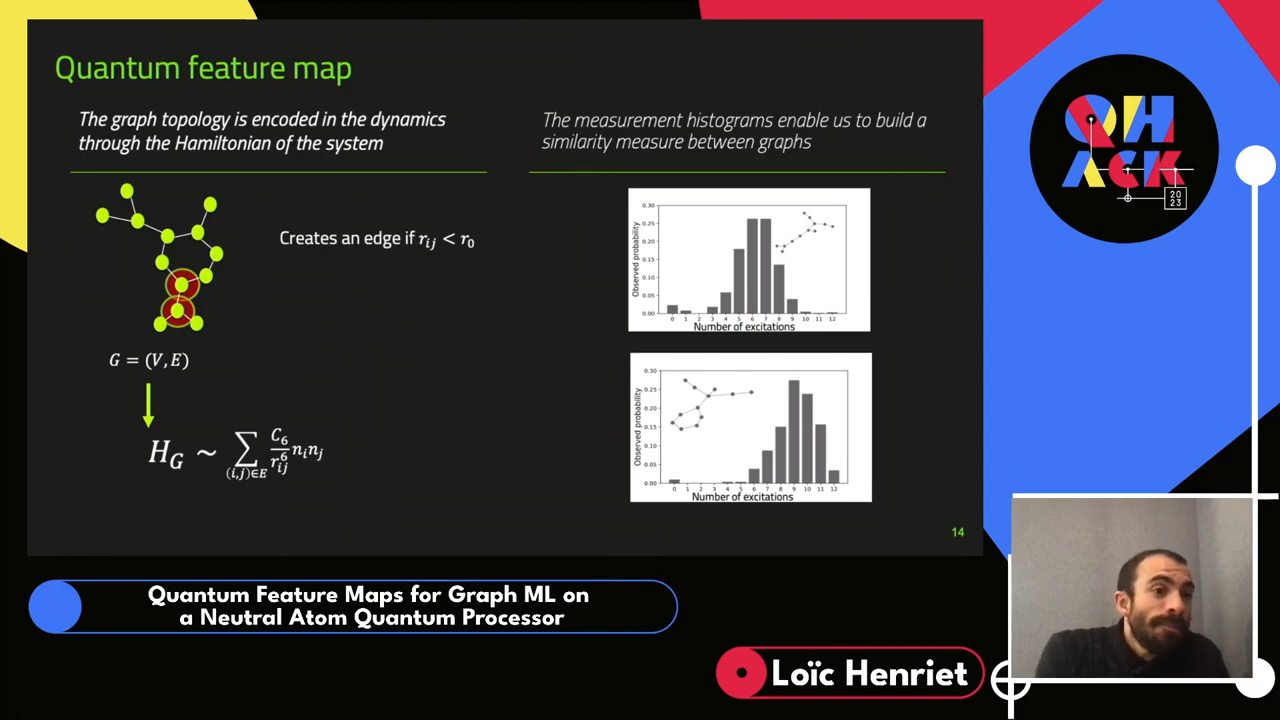 Quantum feature map
The graph topology is encoded in the dynamics
through the Hamiltonian of the system
Creates an edge if r_ij < r_0
G = (V, E)
H_G ~ ∑_(i,j)∈E C_6/r_ij^6 n_i n_j
The measurement histograms enable us to build a
similarity measure between graphs
Observed probability
0.30
0.25
0.20
0.15
0.10
0.05
0.00
0 1 2 3 4 5 6 7 8 9 10 11 12
Number of excitations
Observed probability
0.30
0.25
0.20
0.15
0.10
0.05
0.00
0 1 2 3 4 5 6 7 8 9 10 11 12
Number of excitations
14
QH
ACK
20
23
Quantum Feature Maps for Graph ML on
a Neutral Atom Quantum Processor
Loïc Henriet